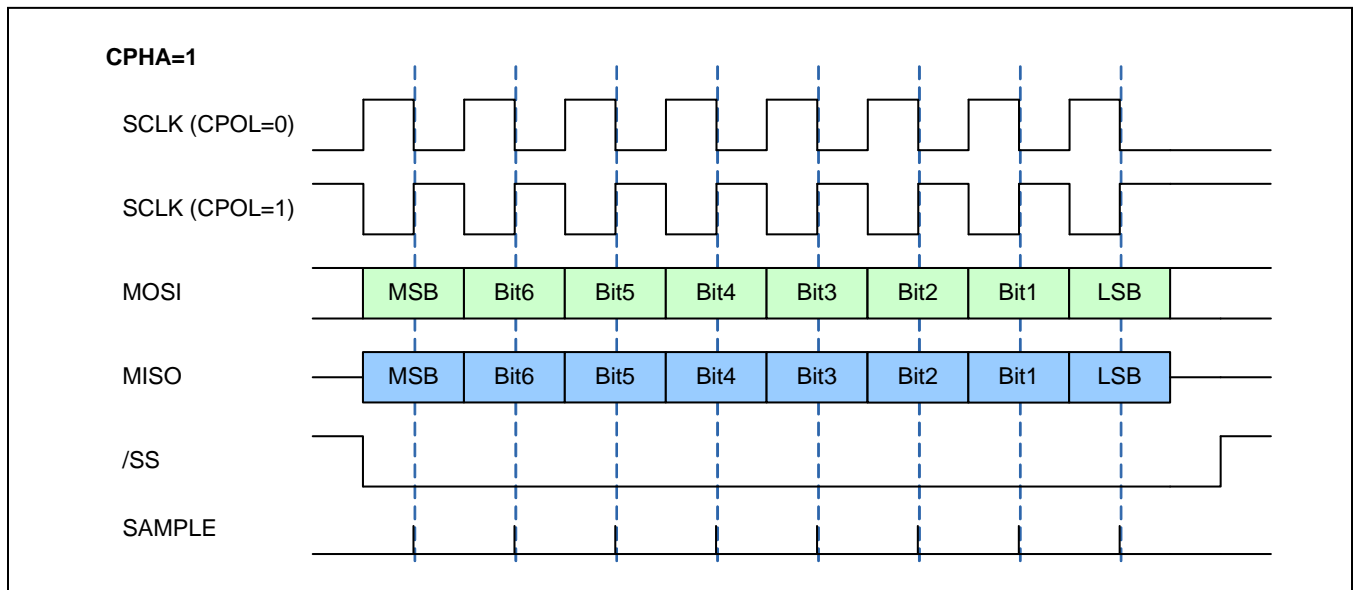 CPHA=1
SCLK (CPOL=0)
SCLK (CPOL=1)
MOSI MSB Bit6 Bit5 Bit4 Bit3 Bit2 Bit1 LSB
MISO MSB Bit6 Bit5 Bit4 Bit3 Bit2 Bit1 LSB
/SS
SAMPLE